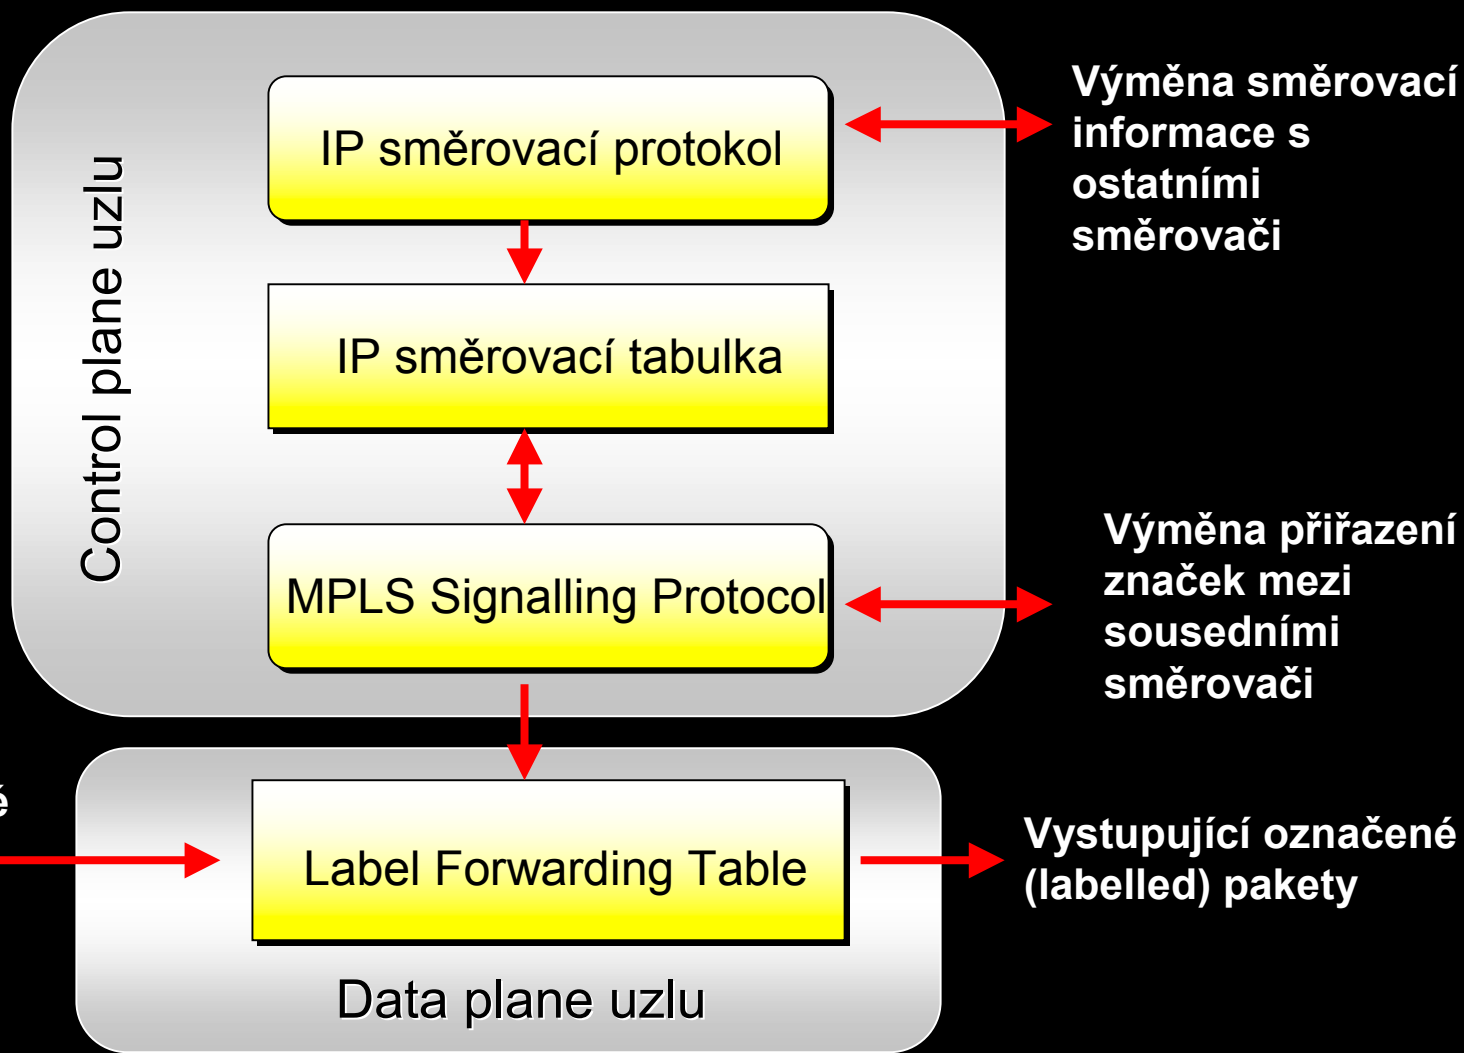 Control plane uzlu
IP směrovací protokol
Výměna směrovací
informace s
ostatními
směrovači
IP směrovací tabulka
MPLS Signalling Protocol
Výměna přiřazení
značek mezi
sousedními
směrovači
Label Forwarding Table
Vystupující označené
(labelled) pakety
Data plane uzlu